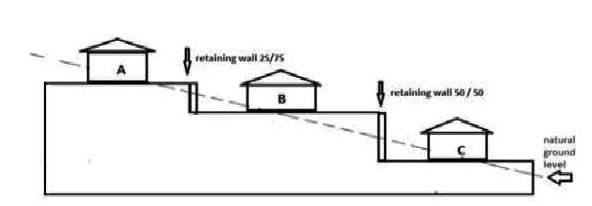 A
retaining wall 25/75
B
retaining wall 50 / 50
C
natural
ground
level